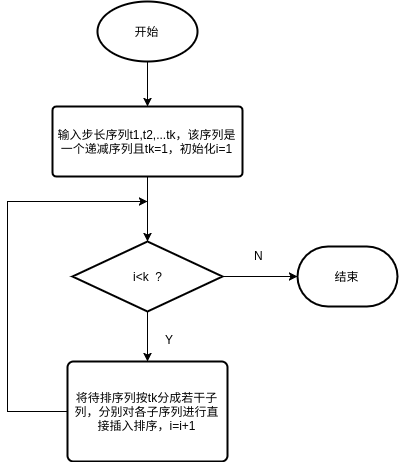 开始
输入步长序列t1,t2,...tk，该序列是
一个递减序列且tk=1，初始化i=1
i<k ？
N
结束
Y
将待排序列按tk分成若干子
列，分别对各子序列进行直
接插入排序，i=i+1